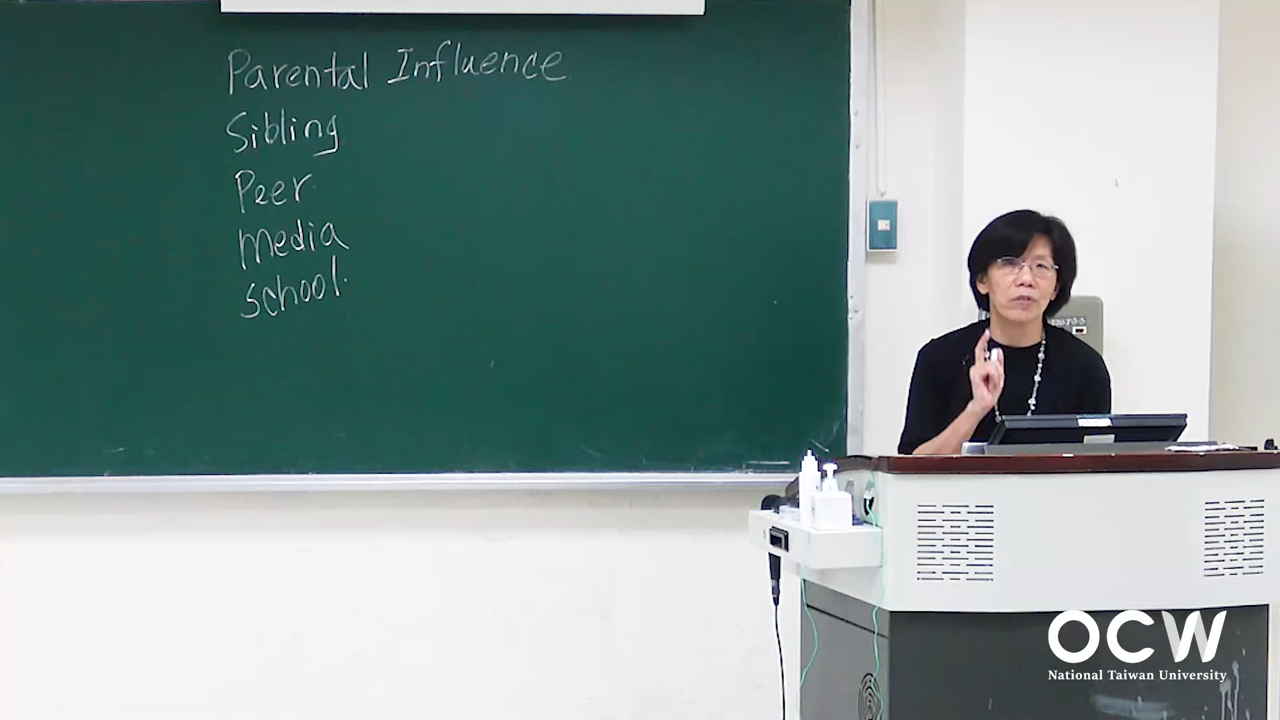 Parental Influence
Sibling
Peer
media
school.
OCW
National Taiwan University